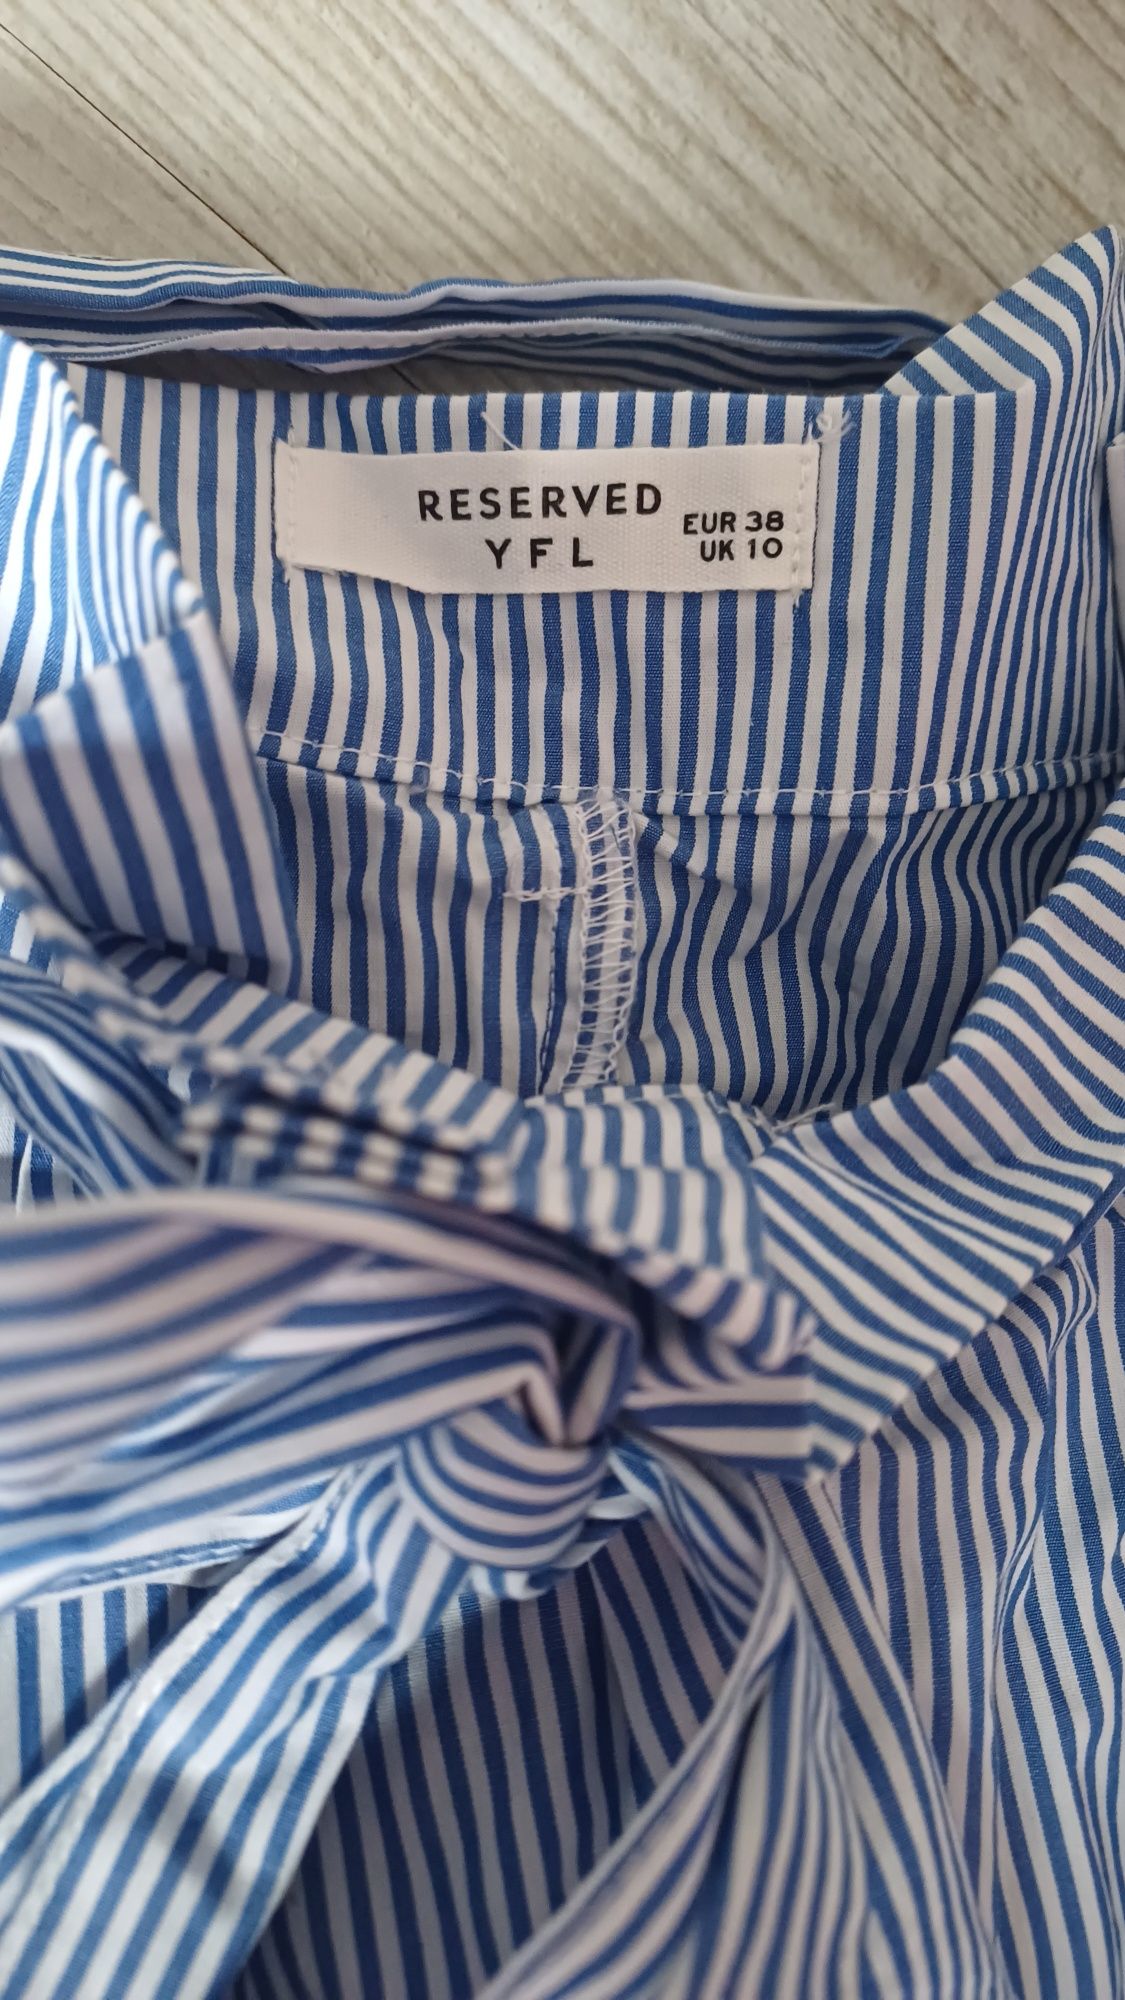 RESERVED
YFL
EUR 38
UK 10